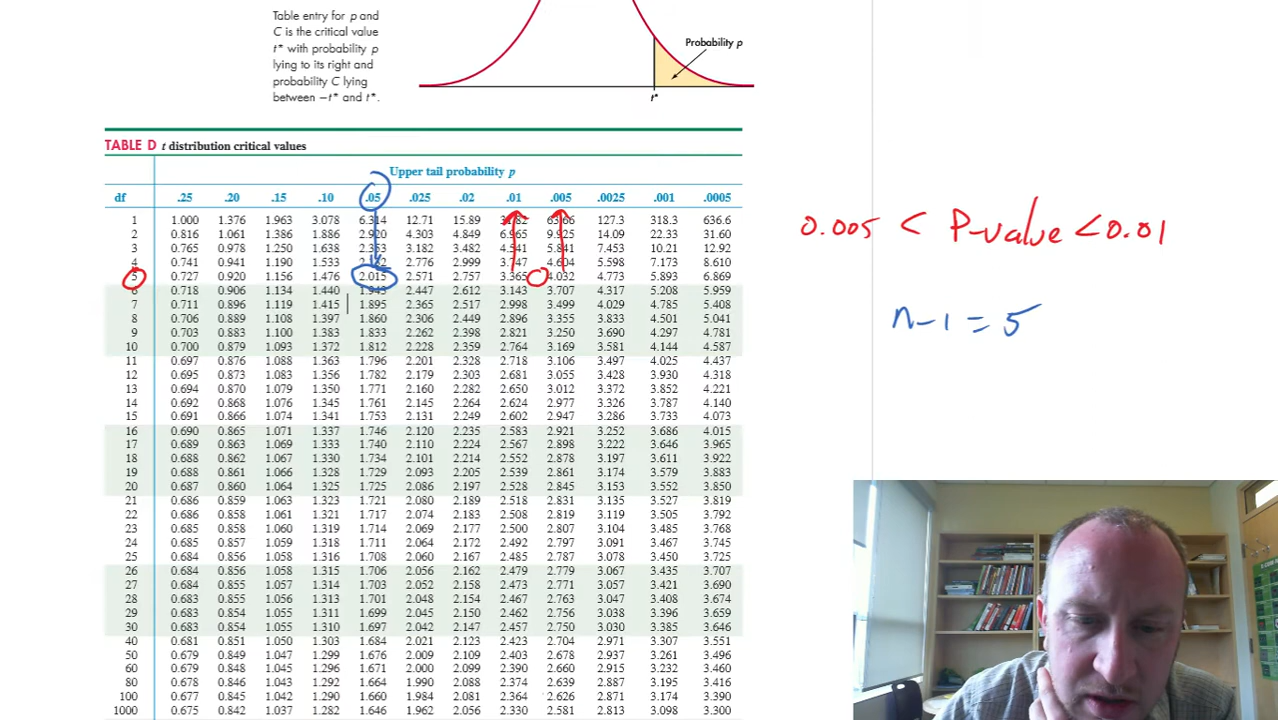 Table entry for p and
C is the critical value
t* with probability p
lying to its right and
probability C lying
between −t* and t*.
Probability p
t*
TABLE D t distribution critical values
Upper tail probability p
df .25 .20 .15 .10 .05 .025 .02 .01 .005 .0025 .001 .0005
1 1.000 1.376 1.963 3.078 6.314 12.71 15.89 31.82 63.66 127.3 318.3 636.6
2 0.816 1.061 1.386 1.886 2.920 4.303 4.849 6.965 9.925 14.09 22.33 31.60
3 0.765 0.978 1.250 1.638 2.353 3.182 3.482 4.541 5.841 7.453 10.21 12.92
4 0.741 0.941 1.190 1.533 2.132 2.776 2.999 3.747 4.604 5.598 7.173 8.610
5 0.727 0.920 1.156 1.476 2.015 2.571 2.757 3.365 4.032 4.773 5.893 6.869
6 0.718 0.906 1.134 1.440 1.943 2.447 2.612 3.143 3.707 4.317 5.208 5.959
7 0.711 0.896 1.119 1.415 1.895 2.365 2.517 2.998 3.499 4.029 4.785 5.408
8 0.706 0.889 1.108 1.397 1.860 2.306 2.449 2.896 3.355 3.833 4.501 5.041
9 0.703 0.883 1.100 1.383 1.833 2.262 2.398 2.821 3.250 3.690 4.297 4.781
10 0.700 0.879 1.093 1.372 1.812 2.228 2.359 2.764 3.169 3.581 4.144 4.587
11 0.697 0.876 1.088 1.363 1.796 2.201 2.328 2.718 3.106 3.497 4.025 4.437
12 0.695 0.873 1.083 1.356 1.782 2.179 2.303 2.681 3.055 3.428 3.930 4.318
13 0.694 0.870 1.079 1.350 1.771 2.160 2.282 2.650 3.012 3.372 3.852 4.221
14 0.692 0.868 1.076 1.345 1.761 2.145 2.264 2.624 2.977 3.326 3.787 4.140
15 0.691 0.866 1.074 1.341 1.753 2.131 2.249 2.602 2.947 3.286 3.733 4.073
16 0.690 0.865 1.071 1.337 1.746 2.120 2.235 2.583 2.921 3.252 3.686 4.015
17 0.689 0.863 1.069 1.333 1.740 2.110 2.224 2.567 2.898 3.222 3.646 3.965
18 0.688 0.862 1.067 1.330 1.734 2.101 2.214 2.552 2.878 3.197 3.611 3.922
19 0.688 0.861 1.066 1.328 1.729 2.093 2.205 2.539 2.861 3.174 3.579 3.883
20 0.687 0.860 1.064 1.325 1.725 2.086 2.197 2.528 2.845 3.153 3.552 3.850
21 0.686 0.859 1.063 1.323 1.721 2.080 2.189 2.518 2.831 3.135 3.527 3.819
22 0.686 0.858 1.061 1.321 1.717 2.074 2.183 2.508 2.819 3.119 3.505 3.792
23 0.685 0.858 1.060 1.319 1.714 2.069 2.177 2.500 2.807 3.104 3.485 3.768
24 0.685 0.857 1.059 1.318 1.711 2.064 2.172 2.492 2.797 3.091 3.467 3.745
25 0.684 0.856 1.058 1.316 1.708 2.060 2.167 2.485 2.787 3.078 3.450 3.725
26 0.684 0.856 1.058 1.315 1.706 2.056 2.162 2.479 2.779 3.067 3.435 3.707
27 0.684 0.855 1.057 1.314 1.703 2.052 2.158 2.473 2.771 3.057 3.421 3.690
28 0.683 0.855 1.056 1.313 1.701 2.048 2.154 2.467 2.763 3.047 3.408 3.674
29 0.683 0.854 1.055 1.311 1.699 2.045 2.150 2.462 2.756 3.038 3.396 3.659
30 0.683 0.854 1.055 1.310 1.697 2.042 2.147 2.457 2.750 3.030 3.385 3.646
40 0.681 0.851 1.050 1.303 1.684 2.021 2.123 2.423 2.704 2.971 3.307 3.551
50 0.679 0.849 1.047 1.299 1.676 2.009 2.109 2.403 2.678 2.937 3.261 3.496
60 0.679 0.848 1.045 1.296 1.671 2.000 2.099 2.390 2.660 2.915 3.232 3.460
80 0.678 0.846 1.043 1.292 1.664 1.990 2.088 2.374 2.639 2.887 3.195 3.416
100 0.677 0.845 1.042 1.290 1.660 1.984 2.081 2.364 2.626 2.871 3.174 3.390
1000 0.675 0.842 1.037 1.282 1.646 1.962 2.056 2.330 2.581 2.813 3.098 3.300
0.005 < P-value < 0.01
n-1 = 5